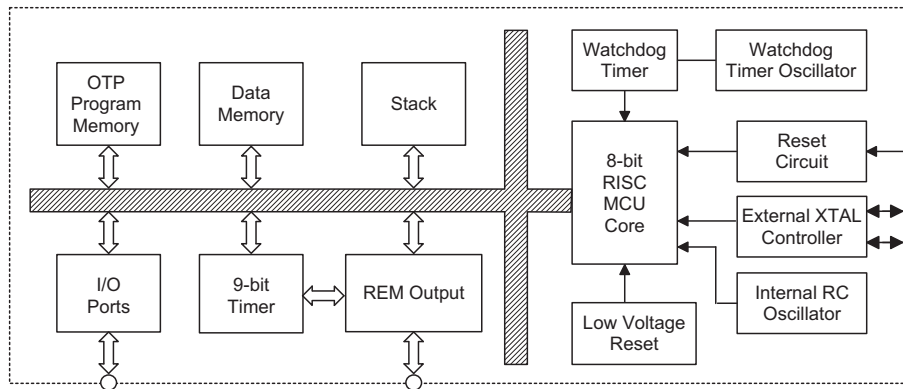 OTP
Program
Memory
Data
Memory
Stack
I/O
Ports
9-bit
Timer
REM Output
Watchdog
Timer
Watchdog
Timer Oscillator
8-bit
RISC
MCU
Core
Reset
Circuit
External XTAL
Controller
Internal RC
Oscillator
Low Voltage
Reset